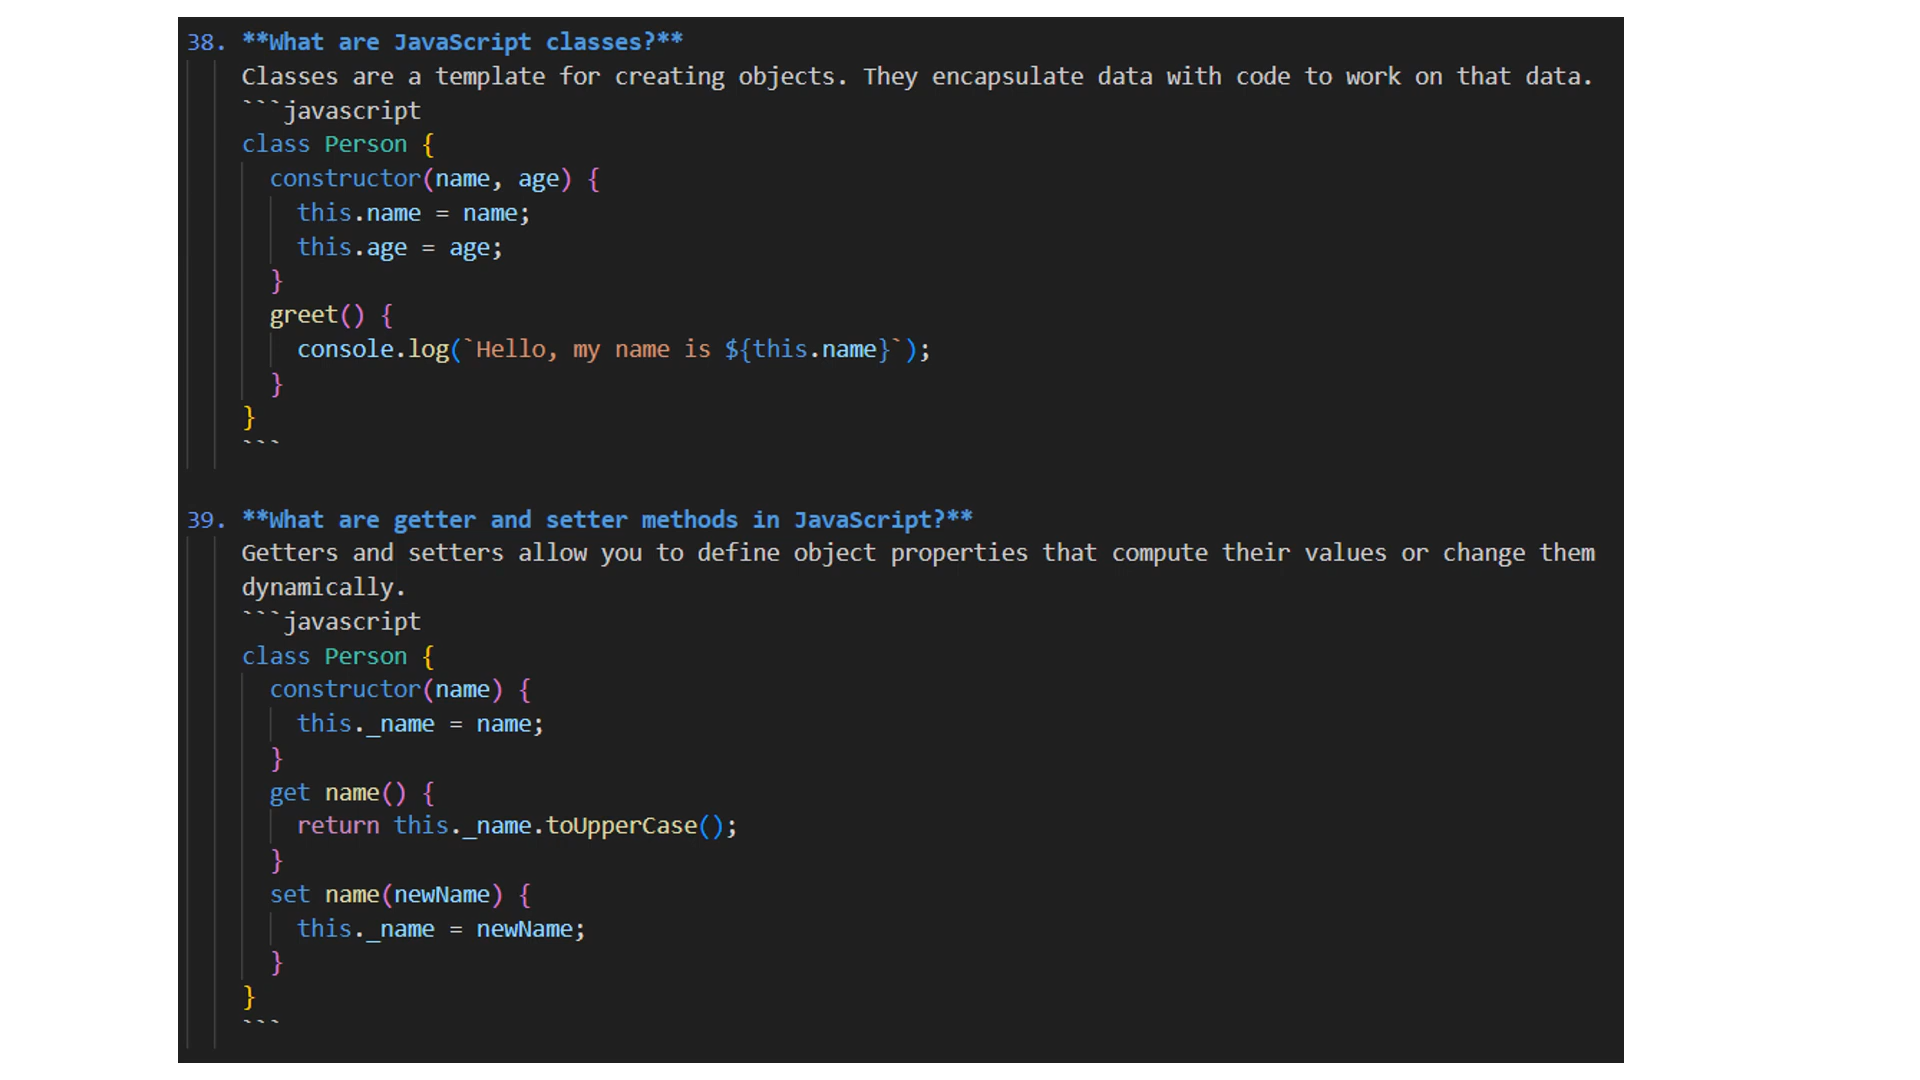 38. **What are JavaScript classes?**
Classes are a template for creating objects. They encapsulate data with code to work on that data.
```javascript
class Person {
constructor(name, age) {
this.name = name;
this.age = age;
}
greet() {
console.log(`Hello, my name is ${this.name}`);
}
}
```
39. **What are getter and setter methods in JavaScript?**
Getters and setters allow you to define object properties that compute their values or change them
dynamically.
```javascript
class Person {
constructor(name) {
this._name = name;
}
get name() {
return this._name.toUpperCase();
}
set name(newName) {
this._name = newName;
}
}
```